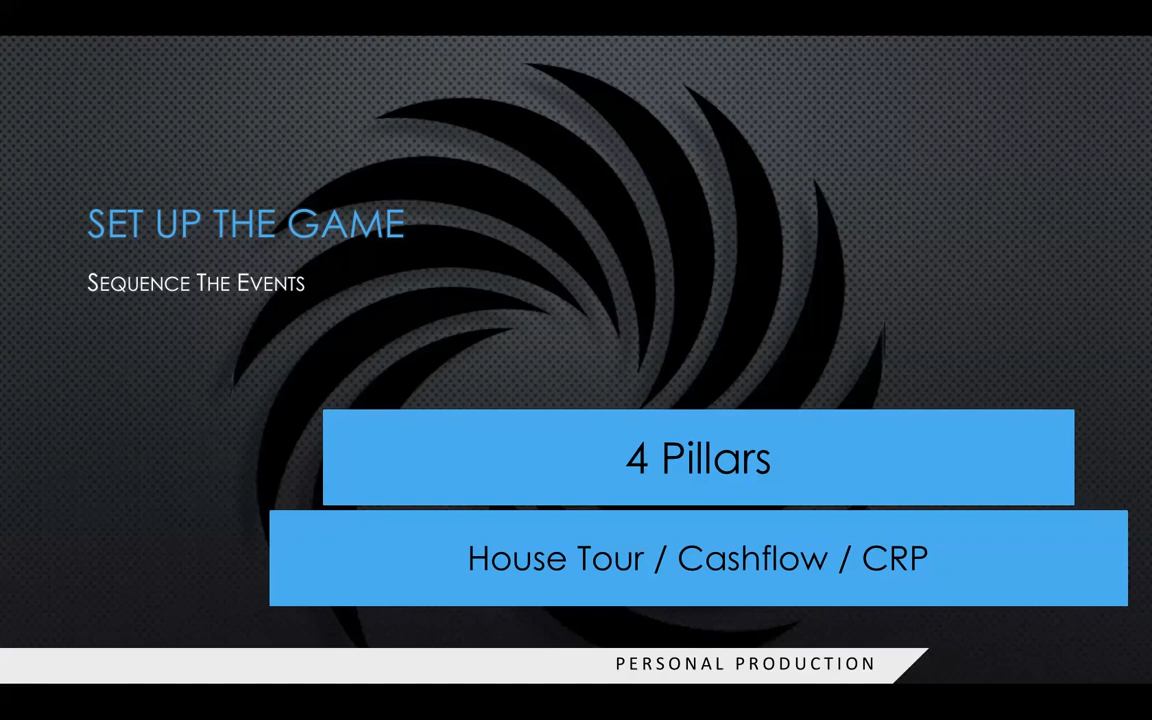 SET UP THE GAME
SEQUENCE THE EVENTS
4 Pillars
House Tour / Cashflow / CRP
PERSONAL PRODUCTION